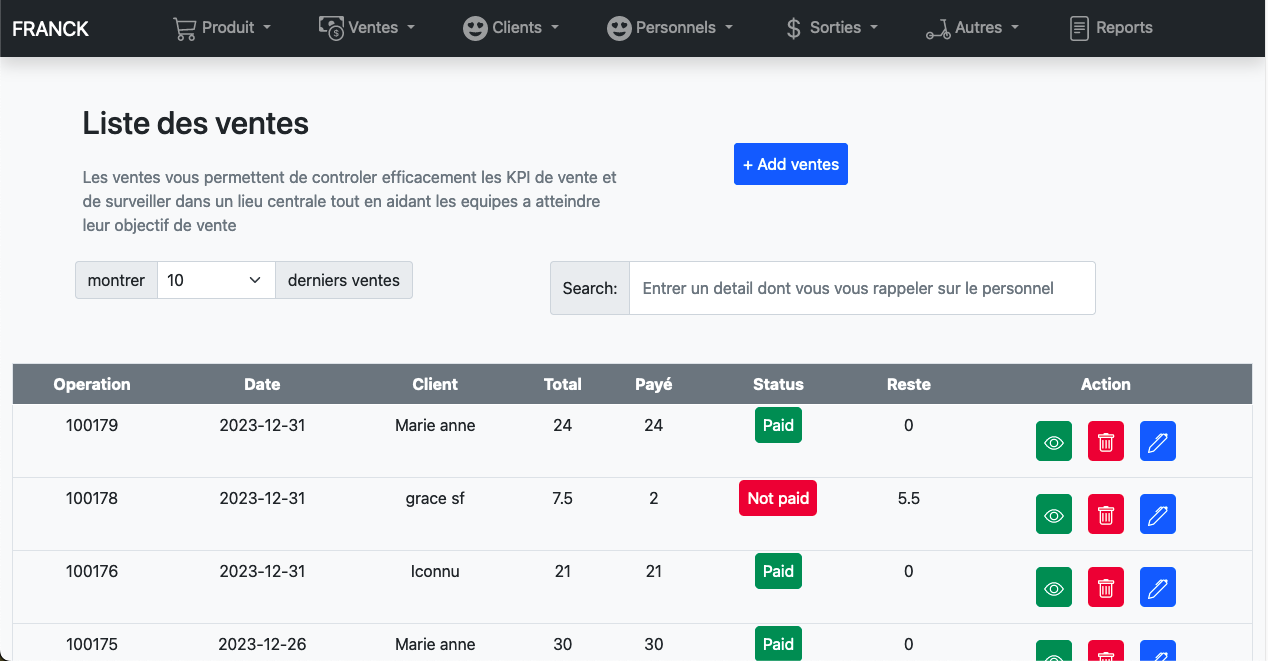 FRANCK Produit Ventes Clients Personnels Sorties Autres Reports
Liste des ventes
+ Add ventes
Les ventes vous permettent de controler efficacement les KPI de vente et
de surveiller dans un lieu centrale tout en aidant les equipes a atteindre
leur objectif de vente
montrer 10 derniers ventes
Search: Entrer un detail dont vous vous rappeler sur le personnel
Operation Date Client Total Payé Status Reste Action
100179 2023-12-31 Marie anne 24 24 Paid 0
100178 2023-12-31 grace sf 7.5 2 Not paid 5.5
100176 2023-12-31 Iconnu 21 21 Paid 0
100175 2023-12-26 Marie anne 30 30 Paid 0